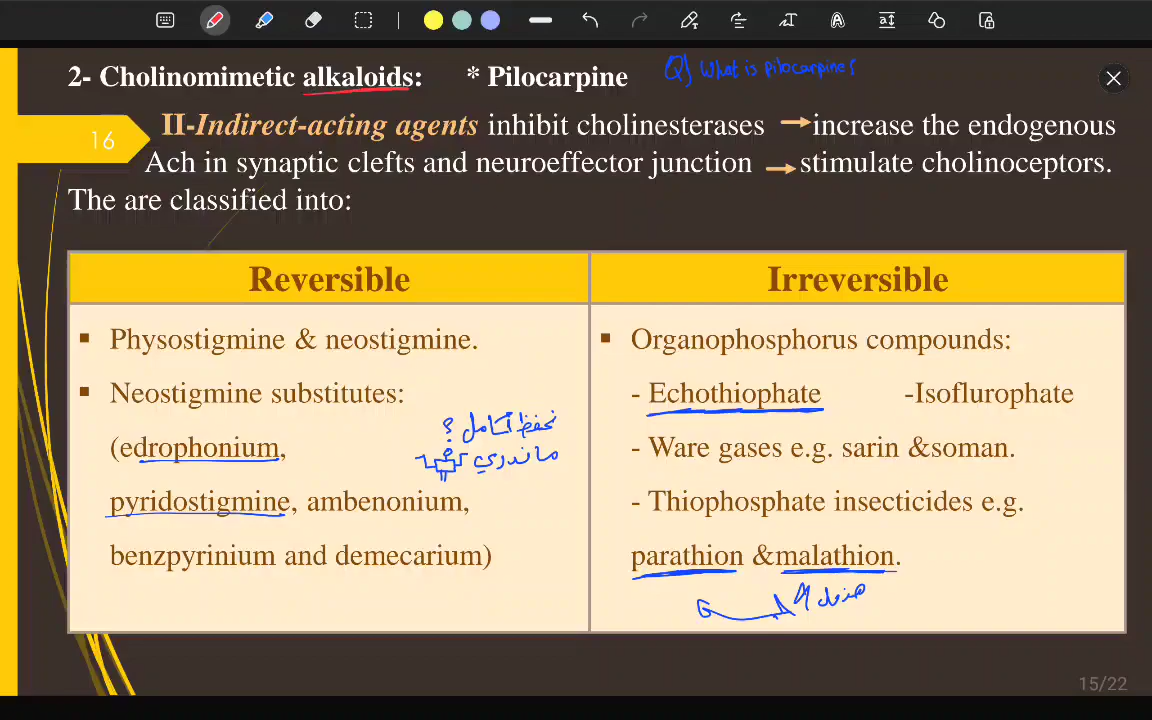 2- Cholinomimetic alkaloids: * Pilocarpine
Q) What is pilocarpine?
16
II-Indirect-acting agents inhibit cholinesterases → increase the endogenous
Ach in synaptic clefts and neuroeffector junction → stimulate cholinoceptors.
The are classified into:
Reversible
▪ Physostigmine & neostigmine.
▪ Neostigmine substitutes:
(edrophonium,
pyridostigmine, ambenonium,
benzpyrinium and demecarium)
نحفظ
ماندري
Irreversible
▪ Organophosphorus compounds:
- Echothiophate -Isoflurophate
- Ware gases e.g. sarin &soman.
- Thiophosphate insecticides e.g.
parathion &malathion.
15/22